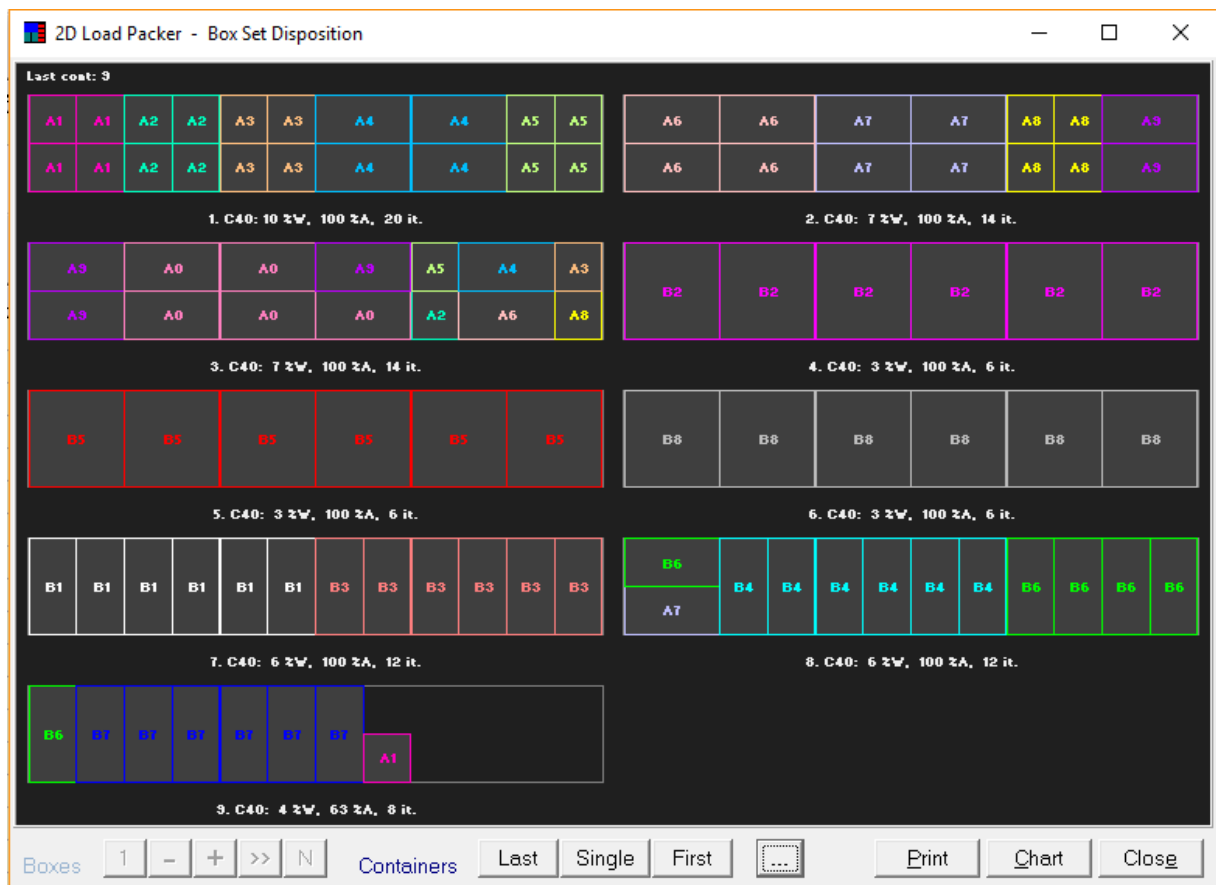 2D Load Packer - Box Set Disposition
Last cont: 9
A1 A1 A2 A2 A3 A3 A4 A4 A5 A5 A6 A6 A7 A7 A8 A8 A9
A1 A1 A2 A2 A3 A3 A4 A4 A5 A5 A6 A6 A7 A7 A8 A8 A9
1. C40: 10 %W, 100 %A, 20 it. 2. C40: 7 %W, 100 %A, 14 it.
A9 A0 A0 A9 A5 A4 A3
A9 A0 A0 A0 A2 A6 A8
B2 B2 B2 B2 B2 B2
3. C40: 7 %W, 100 %A, 14 it. 4. C40: 3 %W, 100 %A, 6 it.
B5 B5 B5 B5 B5 B5 B8 B8 B8 B8 B8 B8
5. C40: 3 %W, 100 %A, 6 it. 6. C40: 3 %W, 100 %A, 6 it.
B1 B1 B1 B1 B1 B1 B3 B3 B3 B3 B3 B3
B6
A7
B4 B4 B4 B4 B4 B4 B6 B6 B6 B6
7. C40: 6 %W, 100 %A, 12 it. 8. C40: 6 %W, 100 %A, 12 it.
B6 B7 B7 B7 B7 B7 B7
A1
9. C40: 4 %W, 63 %A, 8 it.
Boxes 1 - + >> N Containers Last Single First ... Print Chart Close